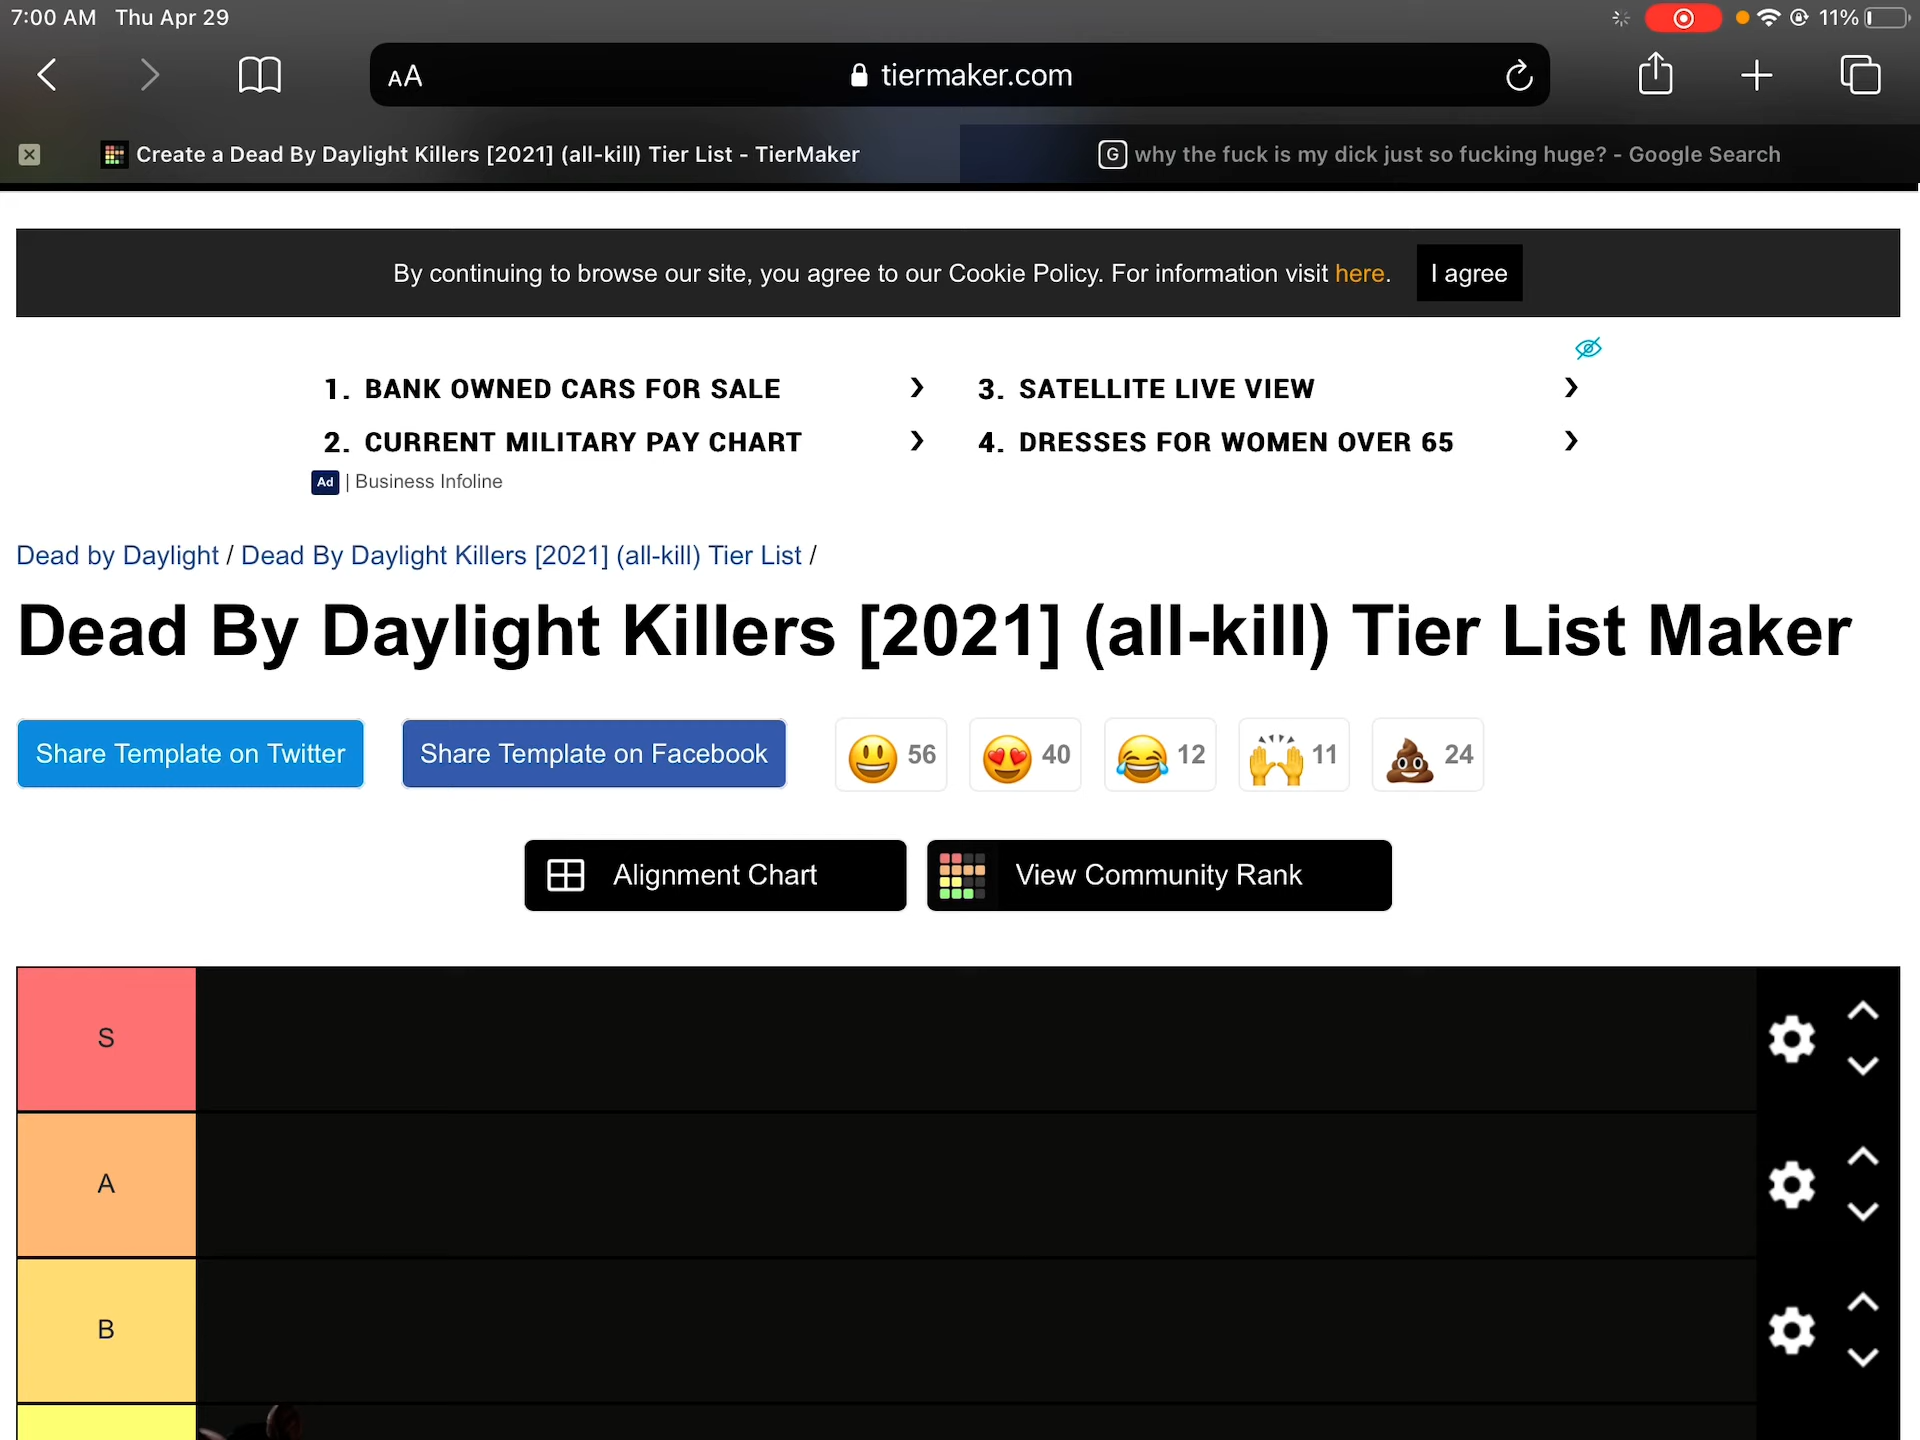 7:00 AM Thu Apr 29
11%
AA tiermaker.com
Create a Dead By Daylight Killers [2021] (all-kill) Tier List - TierMaker
G why the fuck is my dick just so fucking huge? - Google Search
By continuing to browse our site, you agree to our Cookie Policy. For information visit here. I agree
1. BANK OWNED CARS FOR SALE
3. SATELLITE LIVE VIEW
2. CURRENT MILITARY PAY CHART
4. DRESSES FOR WOMEN OVER 65
Ad | Business Infoline
Dead by Daylight / Dead By Daylight Killers [2021] (all-kill) Tier List /
Dead By Daylight Killers [2021] (all-kill) Tier List Maker
Share Template on Twitter
Share Template on Facebook
56
40
12
11
24
Alignment Chart
View Community Rank
S
A
B